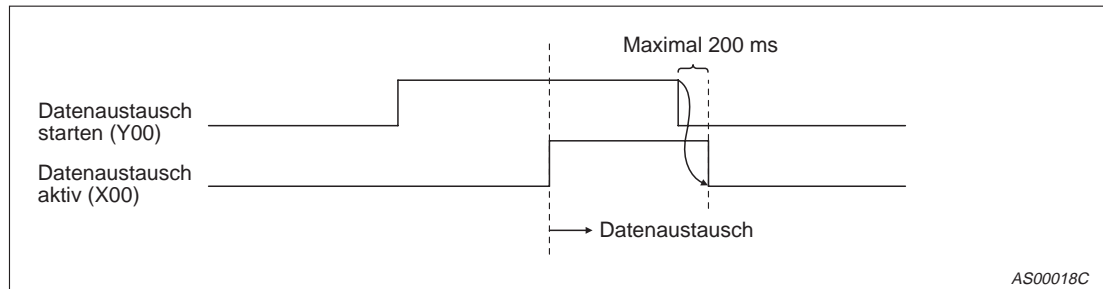 Maximal 200 ms
Datenaustausch
starten (Y00)
Datenaustausch
aktiv (X00)
Datenaustausch
AS00018C